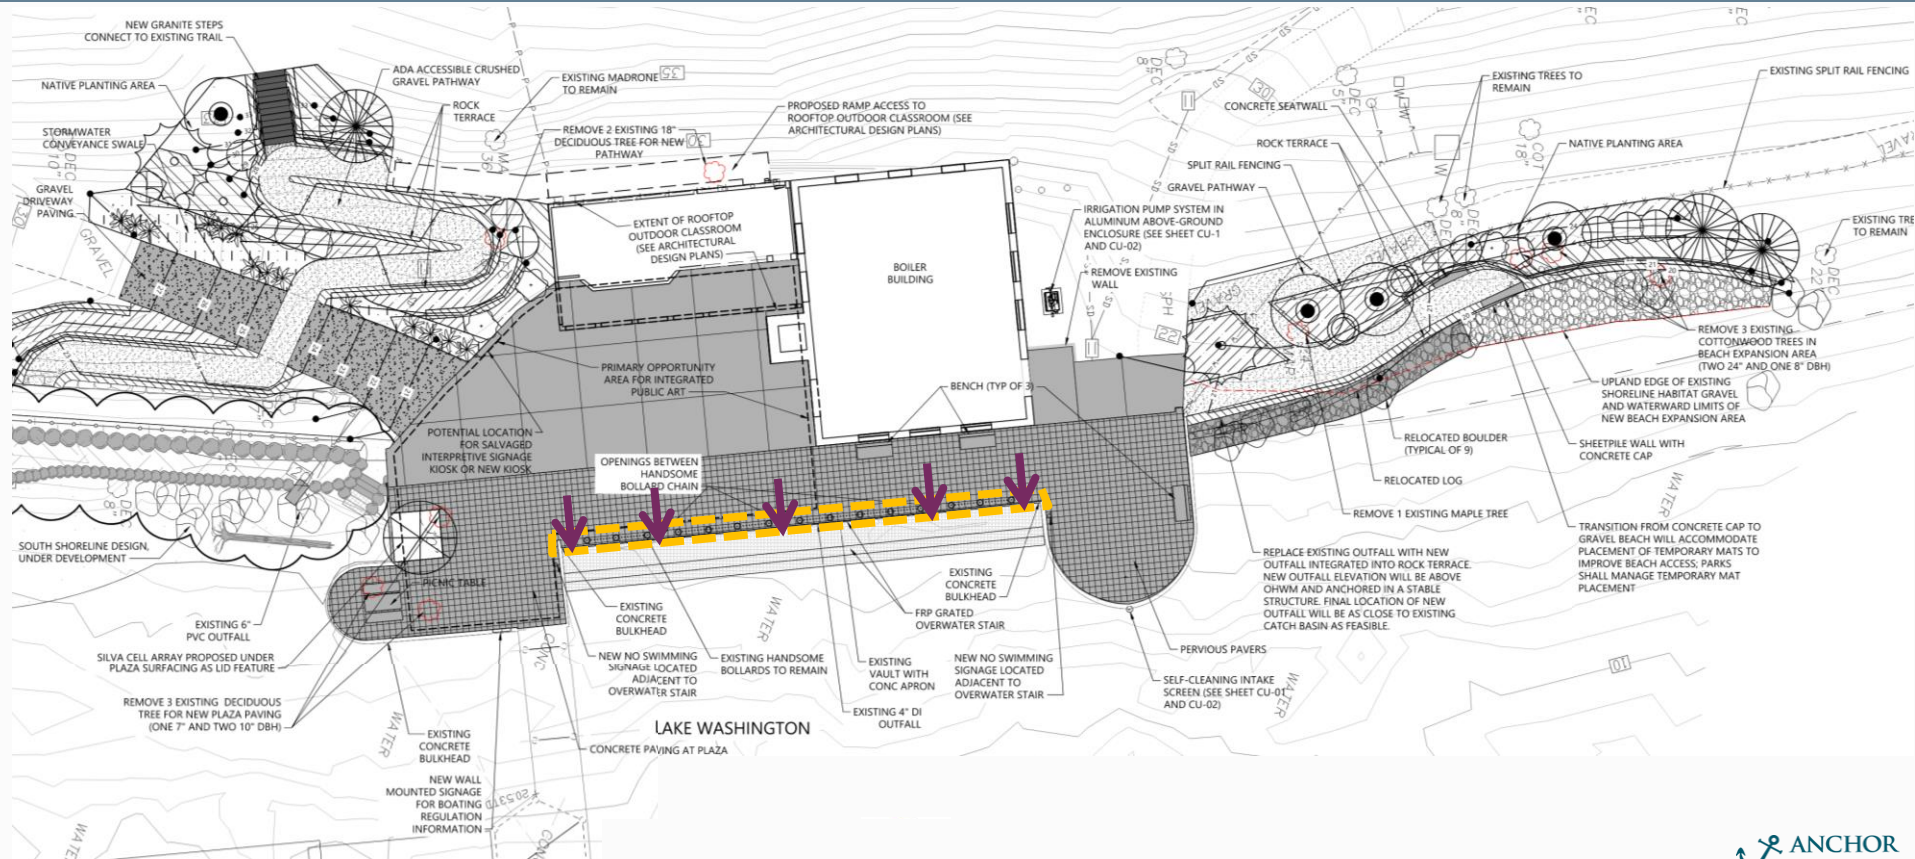 NEW GRANITE STEPS
CONNECT TO EXISTING TRAIL
NATIVE PLANTING AREA
STORMWATER
CONVEYANCE SWALE
GRAVEL
DRIVEWAY
PAVING
ADA ACCESSIBLE CRUSHED
GRAVEL PATHWAY
ROCK
TERRACE
EXISTING MADRONE
TO REMAIN
REMOVE 2 EXISTING 18"
DECIDUOUS TREE FOR NEW
PATHWAY
PROPOSED RAMP ACCESS TO
ROOFTOP OUTDOOR CLASSROOM (SEE
ARCHITECTURAL DESIGN PLANS)
EXTENT OF ROOFTOP
OUTDOOR CLASSROOM
(SEE ARCHITECTURAL
DESIGN PLANS)
BOILER
BUILDING
IRRIGATION PUMP SYSTEM IN
ALUMINUM ABOVE-GROUND
ENCLOSURE (SEE SHEET CU-1
AND CU-02)
REMOVE EXISTING
WALL
CONCRETE SEATWALL
ROCK TERRACE
SPLIT RAIL FENCING
GRAVEL PATHWAY
EXISTING TREES TO
REMAIN
EXISTING SPLIT RAIL FENCING
NATIVE PLANTING AREA
EXISTING TRE
TO REMAIN
PRIMARY OPPORTUNITY
AREA FOR INTEGRATED
PUBLIC ART
BENCH (TYP OF 3)
POTENTIAL LOCATION
FOR SALVAGED
INTERPRETIVE SIGNAGE
KIOSK OR NEW KIOSK
OPENINGS BETWEEN
HANDSOME
BOLLARD CHAIN
REMOVE 3 EXISTING
COTTONWOOD TREES IN
BEACH EXPANSION AREA
(TWO 24" AND ONE 8" DBH)
UPLAND EDGE OF EXISTING
SHORELINE HABITAT GRAVEL
AND WATERWARD LIMITS OF
NEW BEACH EXPANSION AREA
RELOCATED BOULDER
(TYPICAL OF 9)
SHEETPILE WALL WITH
CONCRETE CAP
RELOCATED LOG
REMOVE 1 EXISTING MAPLE TREE
TRANSITION FROM CONCRETE CAP TO
GRAVEL BEACH WILL ACCOMMODATE
PLACEMENT OF TEMPORARY MATS TO
IMPROVE BEACH ACCESS; PARKS
SHALL MANAGE TEMPORARY MAT
PLACEMENT
REPLACE EXISTING OUTFALL WITH NEW
OUTFALL INTEGRATED INTO ROCK TERRACE.
NEW OUTFALL ELEVATION WILL BE ABOVE
OHWM AND ANCHORED IN A STABLE
STRUCTURE. FINAL LOCATION OF NEW
OUTFALL WILL BE AS CLOSE TO EXISTING
CATCH BASIN AS FEASIBLE.
SOUTH SHORELINE DESIGN,
UNDER DEVELOPMENT
PICNIC TABLE
EXISTING 6"
PVC OUTFALL
SILVA CELL ARRAY PROPOSED UNDER
PLAZA SURFACING AS LID FEATURE
REMOVE 3 EXISTING DECIDUOUS
TREE FOR NEW PLAZA PAVING
(ONE 7" AND TWO 10" DBH)
EXISTING
CONCRETE
BULKHEAD
NEW WALL
MOUNTED SIGNAGE
FOR BOATING
REGULATION
INFORMATION
EXISTING
CONCRETE
BULKHEAD
NEW NO SWIMMING
SIGNAGE LOCATED
ADJACENT TO
OVERWATER STAIR
EXISTING HANDSOME
BOLLARDS TO REMAIN
EXISTING
VAULT WITH
CONC APRON
EXISTING 4" DI
OUTFALL
FRP GRATED
OVERWATER STAIR
EXISTING
CONCRETE
BULKHEAD
NEW NO SWIMMING
SIGNAGE LOCATED
ADJACENT TO
OVERWATER STAIR
PERVIOUS PAVERS
SELF-CLEANING INTAKE
SCREEN (SEE SHEET CU-01
AND CU-02)
LAKE WASHINGTON
CONCRETE PAVING AT PLAZA
GRAVEL
WATER
WATER
WATER
WATER
WATER
ANCHOR